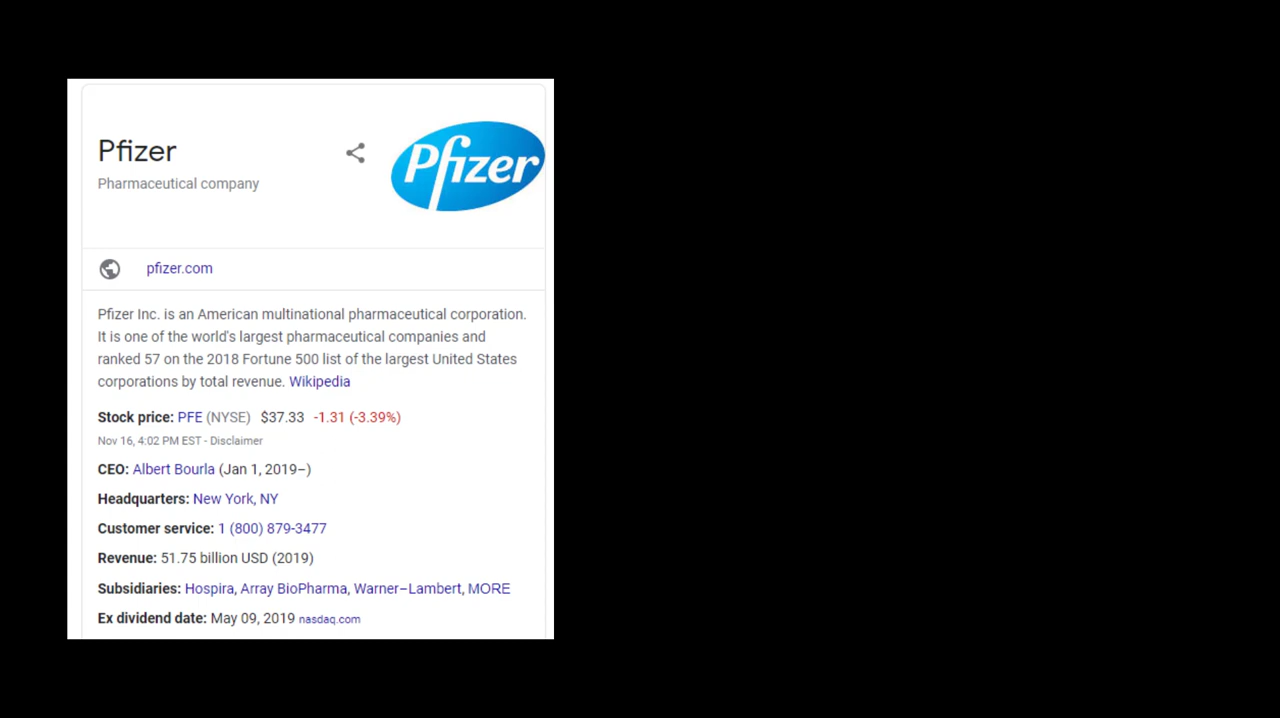 Pfizer
Pharmaceutical company
Pfizer
pfizer.com
Pfizer Inc. is an American multinational pharmaceutical corporation.
It is one of the world's largest pharmaceutical companies and
ranked 57 on the 2018 Fortune 500 list of the largest United States
corporations by total revenue. Wikipedia
Stock price: PFE (NYSE) $37.33 -1.31 (-3.39%)
Nov 16, 4:02 PM EST - Disclaimer
CEO: Albert Bourla (Jan 1, 2019–)
Headquarters: New York, NY
Customer service: 1 (800) 879-3477
Revenue: 51.75 billion USD (2019)
Subsidiaries: Hospira, Array BioPharma, Warner–Lambert, MORE
Ex dividend date: May 09, 2019 nasdaq.com